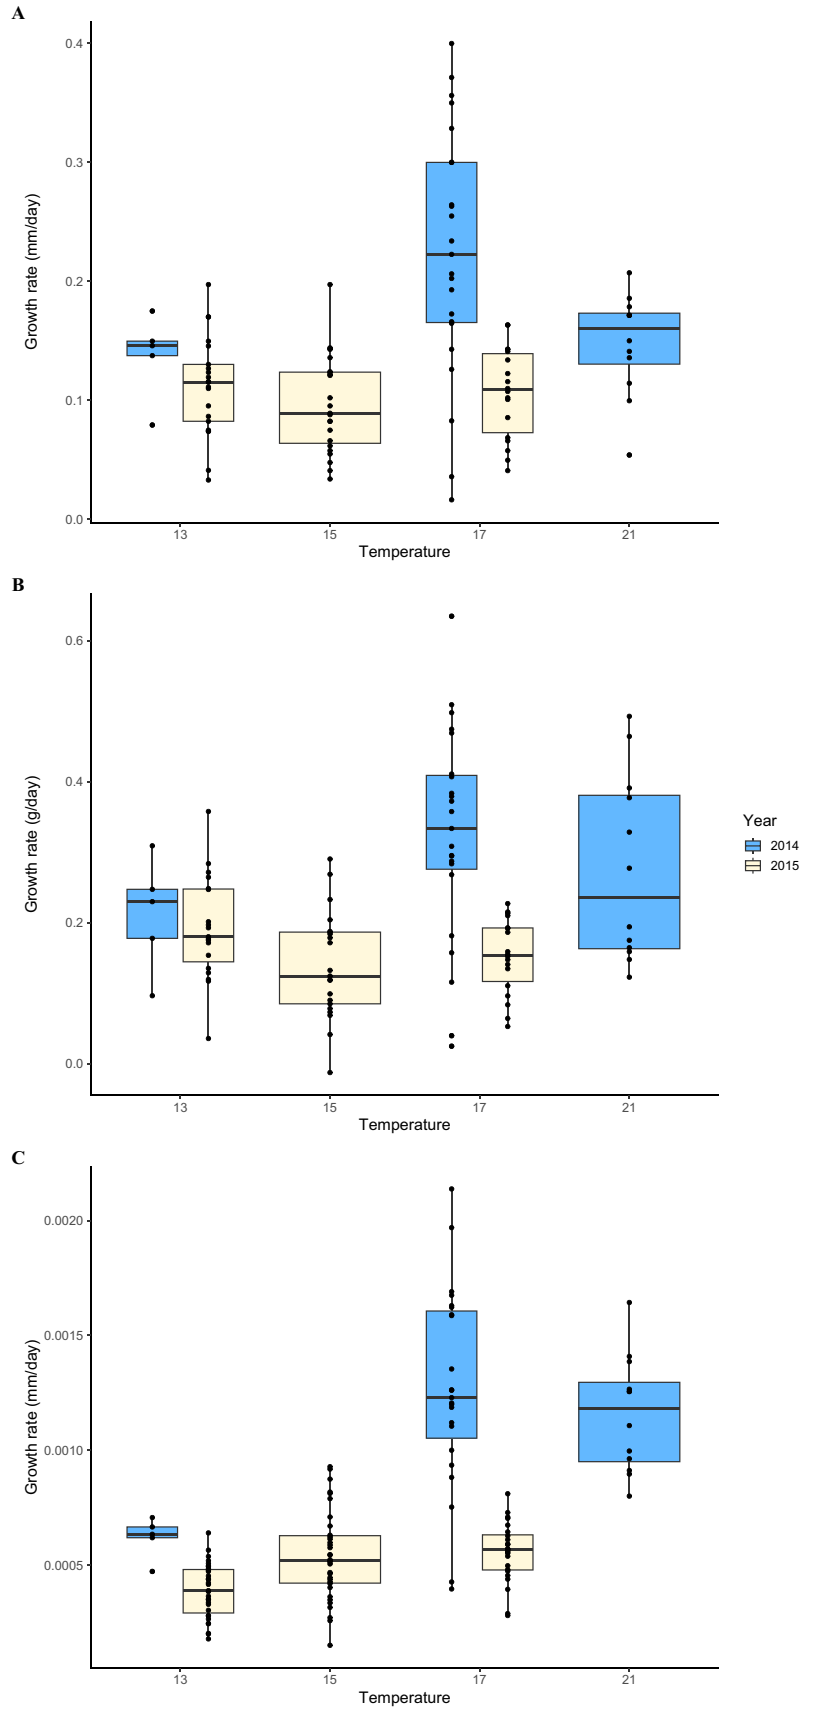 A
Growth rate (mm/day)
0.4
0.3
0.2
0.1
0.0
13 15 17 21
Temperature
B
Growth rate (g/day)
0.6
0.4
0.2
0.0
13 15 17 21
Temperature
Year
2014
2015
C
Growth rate (mm/day)
0.0020
0.0015
0.0010
0.0005
13 15 17 21
Temperature